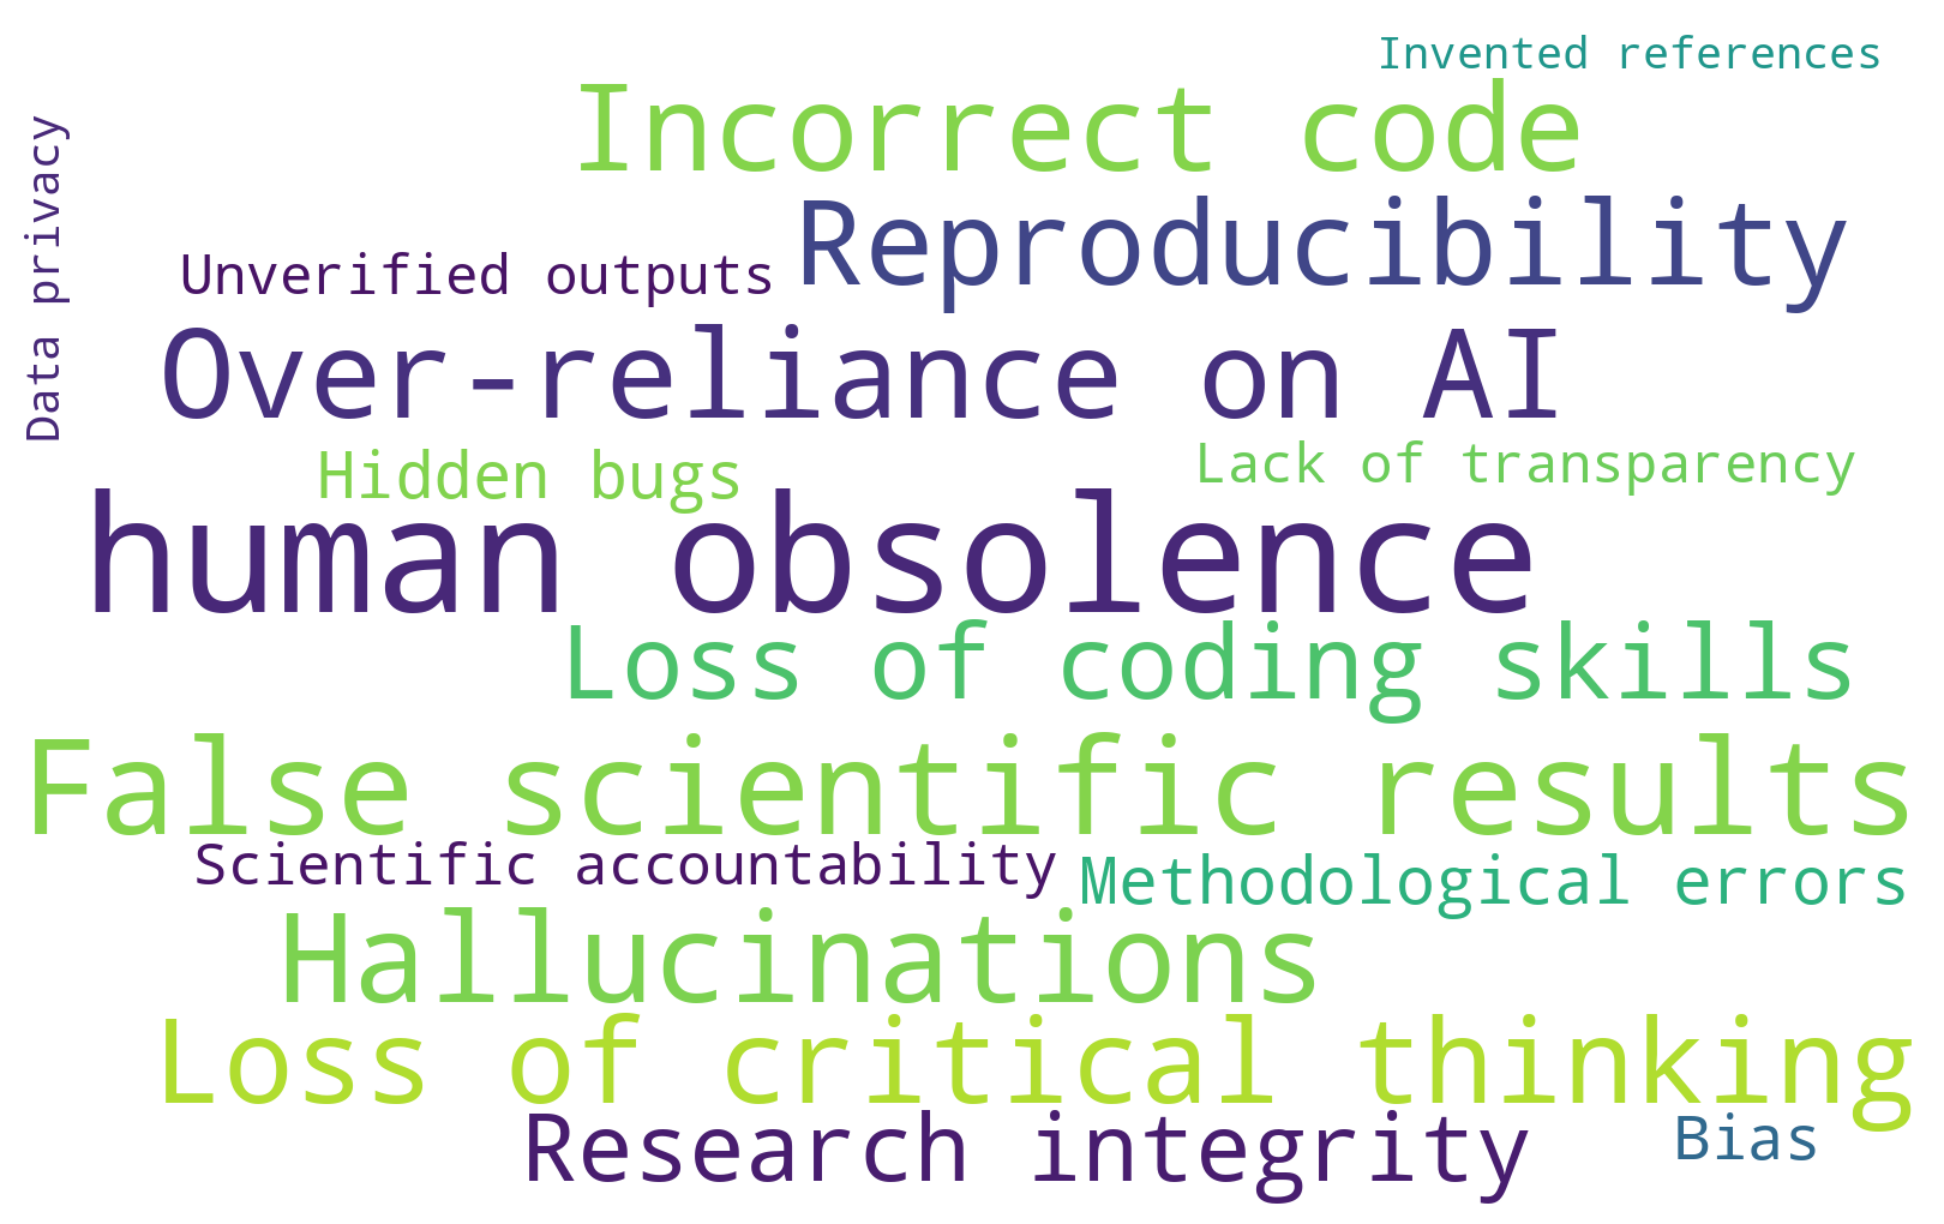 Invented references
Incorrect code
Data privacy
Reproducibility
Unverified outputs
Over-reliance on AI
Hidden bugs
Lack of transparency
human obsolence
Loss of coding skills
False scientific results
Scientific accountability
Methodological errors
Hallucinations
Loss of critical thinking
Research integrity
Bias